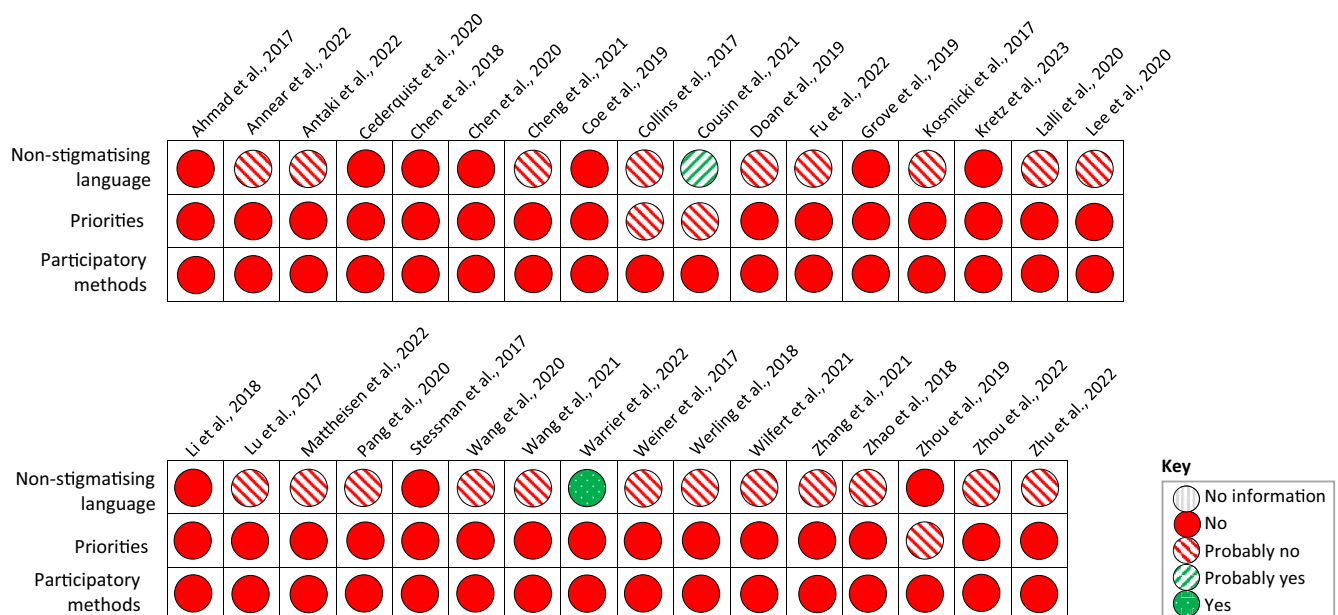 Ahmad et al., 2017
Annear et al., 2022
Antaki et al., 2022
Cederquist et al., 2020
Chen et al., 2018
Chen et al., 2020
Cheng et al., 2021
Coe et al., 2019
Collins et al., 2017
Cousin et al., 2021
Doan et al., 2019
Fu et al., 2022
Grove et al., 2019
Kosmicki et al., 2017
Kretz et al., 2023
Lalli et al., 2020
Lee et al., 2020
Non-stigmatising
language
Priorities
Participatory
methods
Li et al., 2018
Lu et al., 2017
Mattheisen et al., 2022
Pang et al., 2020
Stessman et al., 2017
Wang et al., 2020
Wang et al., 2021
Warrier et al., 2022
Weiner et al., 2017
Werling et al., 2018
Wilfert et al., 2021
Zhang et al., 2021
Zhao et al., 2018
Zhou et al., 2019
Zhou et al., 2022
Zhu et al., 2022
Non-stigmatising
language
Priorities
Participatory
methods
Key
No information
No
Probably no
Probably yes
Yes